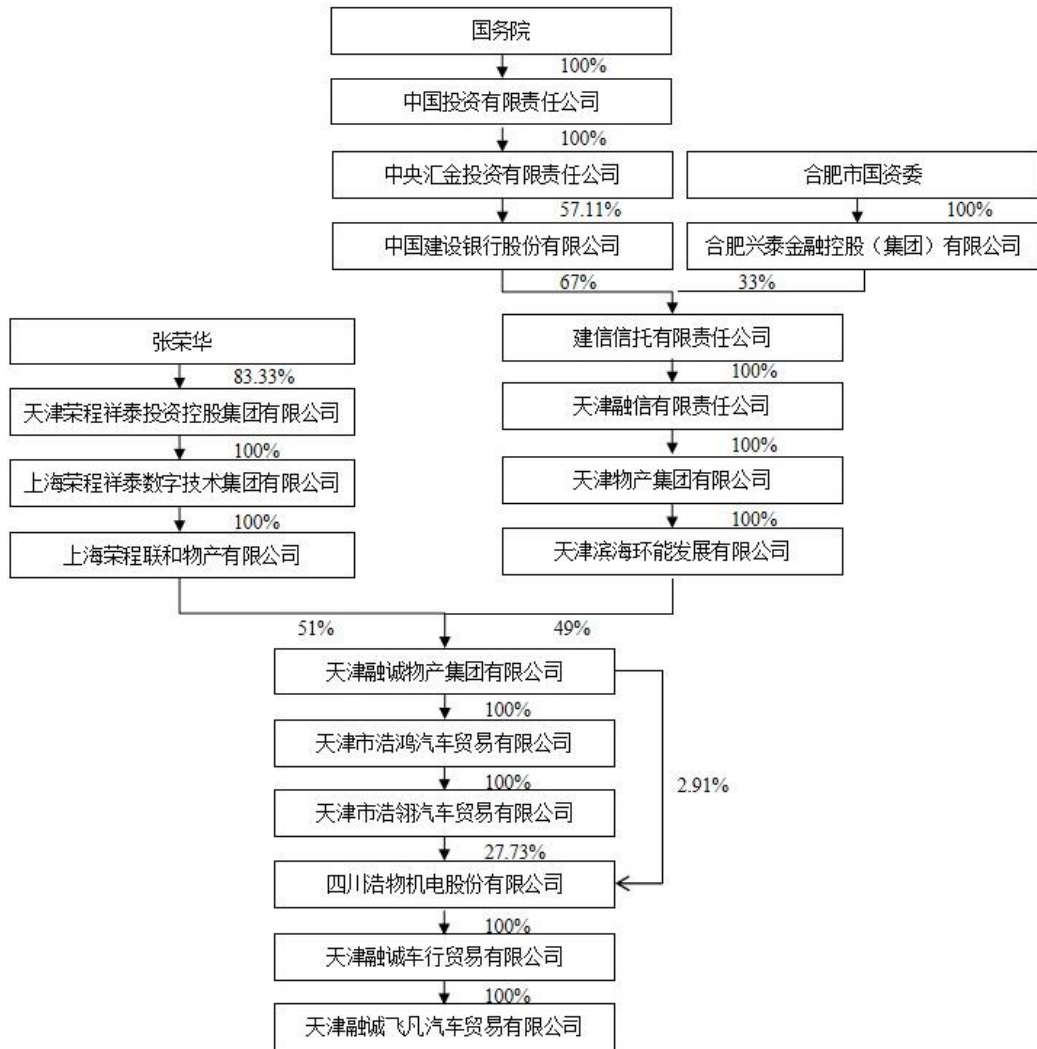 国务院
100%
中国投资有限责任公司
100%
中央汇金投资有限责任公司
合肥市国资委
57.11%
100%
中国建设银行股份有限公司
合肥兴泰金融控股（集团）有限公司
67%
33%
建信信托有限责任公司
张荣华
100%
83.33%
天津荣程祥泰投资控股集团有限公司
天津融信有限责任公司
100%
100%
上海荣程祥泰数字技术集团有限公司
天津物产集团有限公司
100%
100%
上海荣程联和物产有限公司
天津滨海环能发展有限公司
51%
49%
天津融诚物产集团有限公司
100%
天津市浩鸿汽车贸易有限公司
100%
2.91%
天津市浩翎汽车贸易有限公司
27.73%
四川浩物机电股份有限公司
100%
天津融诚车行贸易有限公司
100%
天津融诚飞凡汽车贸易有限公司